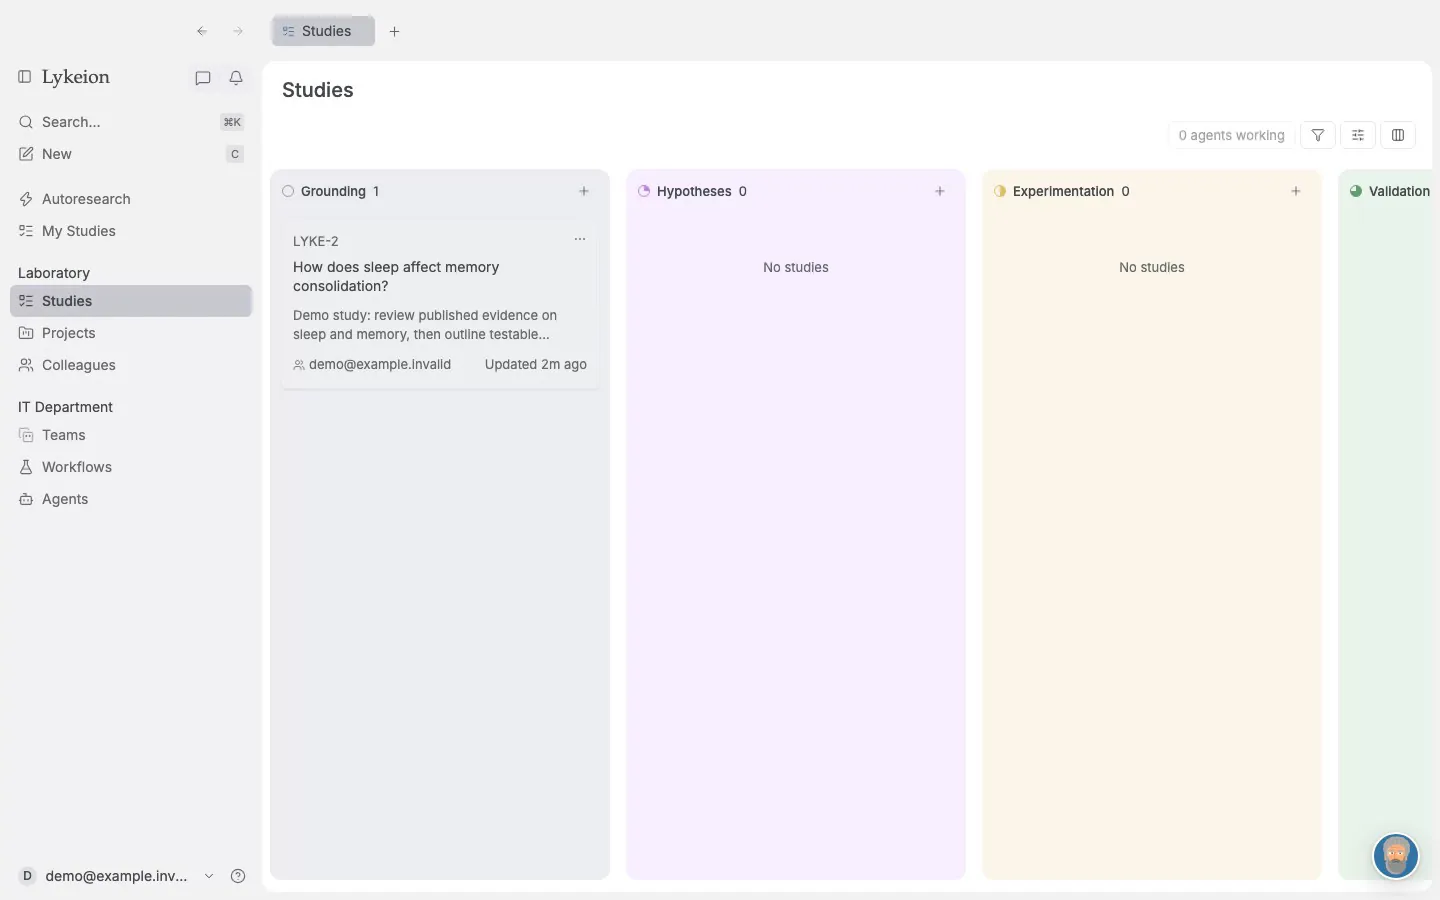 Studies
Lykeion
Search...
⌘K
New
C
Autoresearch
My Studies
Laboratory
Studies
Projects
Colleagues
IT Department
Teams
Workflows
Agents
D
demo@example.inv...
Studies
0 agents working
Grounding 1
LYKE-2
How does sleep affect memory
consolidation?
Demo study: review published evidence on
sleep and memory, then outline testable...
demo@example.invalid
Updated 2m ago
Hypotheses 0
No studies
Experimentation 0
No studies
Validation